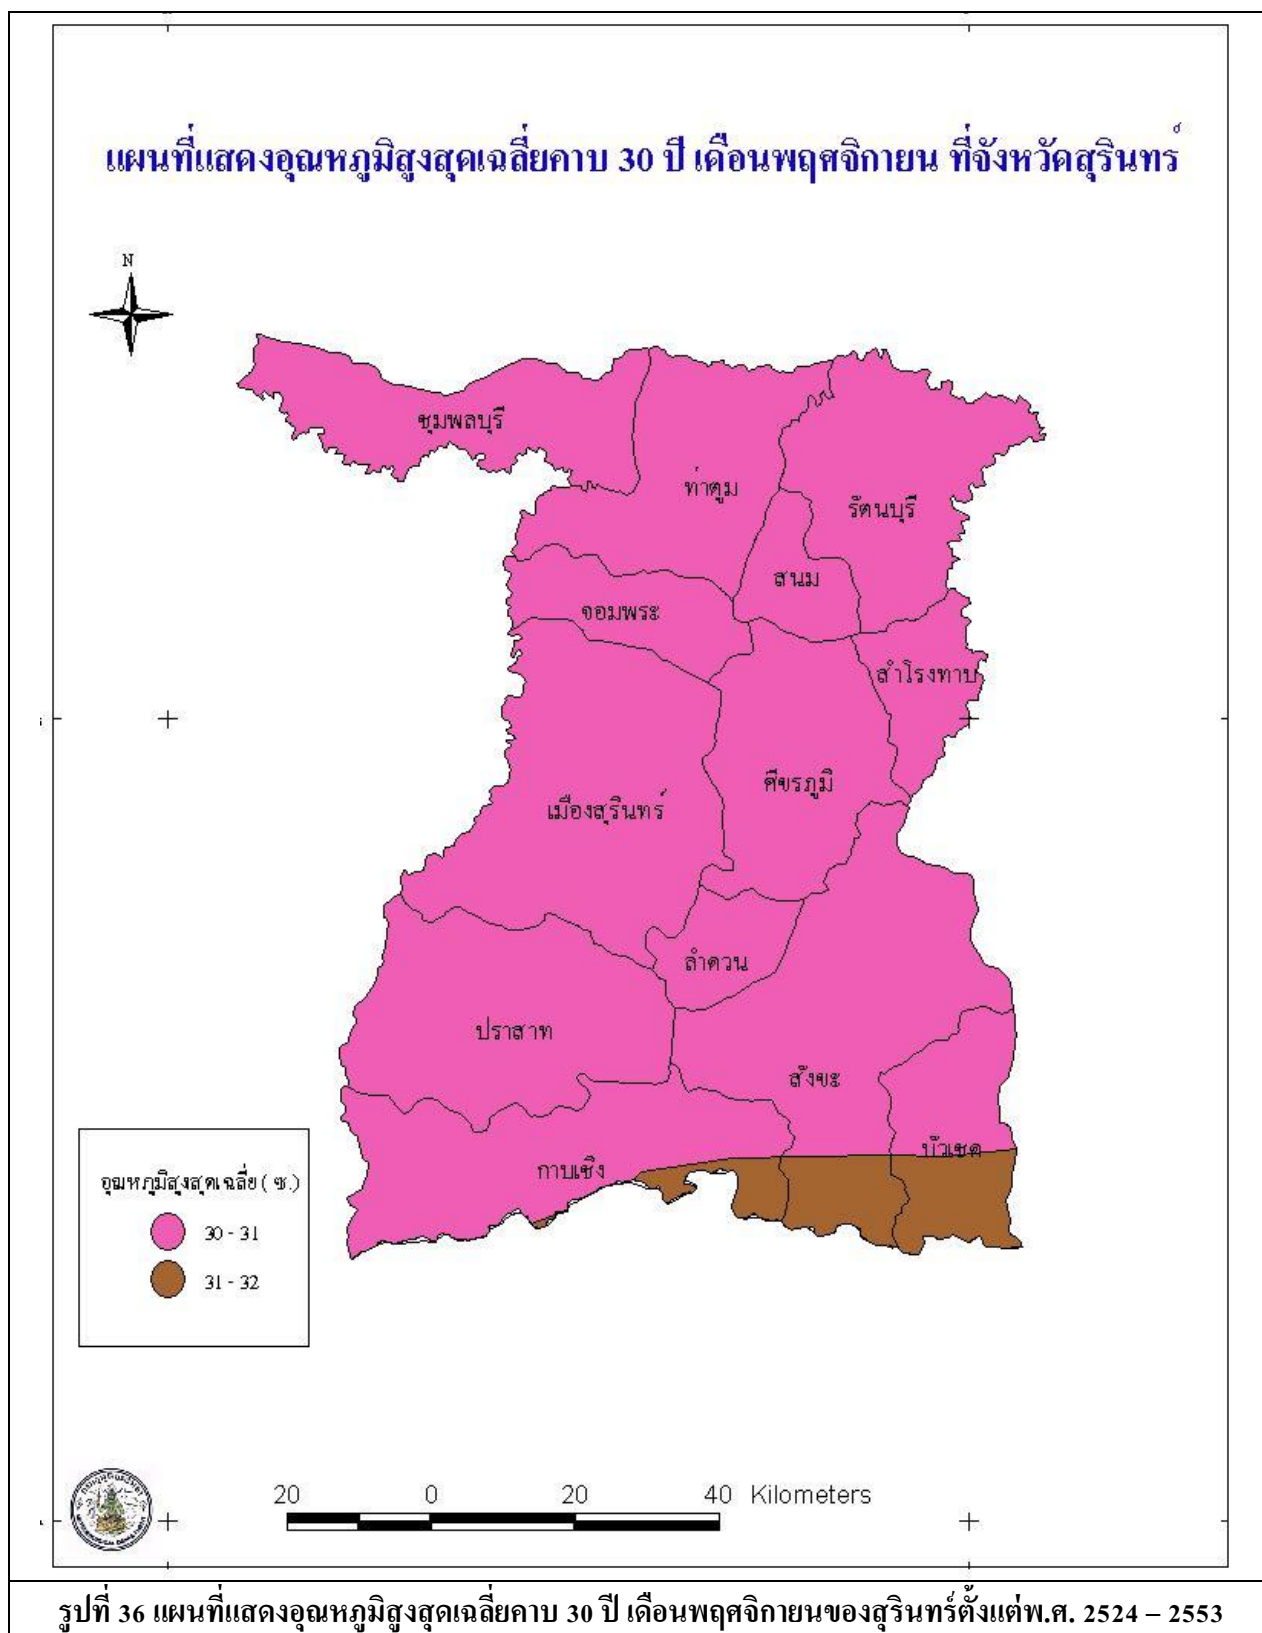 แผนที่แสดงอุณหภูมิสูงสุดเฉลี่ยคาบ 30 ปี เดือนพฤศจิกายน ที่จังหวัดสุรินทร์
N
ชุมพลบุรี
ท่าตูม
รัตนบุรี
สนม
จอมพระ
สำโรงทาบ
ศีขรภูมิ
เมืองสุรินทร์
ลำดวน
ปราสาท
สังขะ
บัวเชด
กาบเชิง
อุณหภูมิสูงสุดเฉลี่ย ( ซ.)
30 - 31
31 - 32
20 0 20 40 Kilometers
รูปที่ 36 แผนที่แสดงอุณหภูมิสูงสุดเฉลี่ยคาบ 30 ปี เดือนพฤศจิกายนของสุรินทร์ตั้งแต่พ.ศ. 2524 – 2553